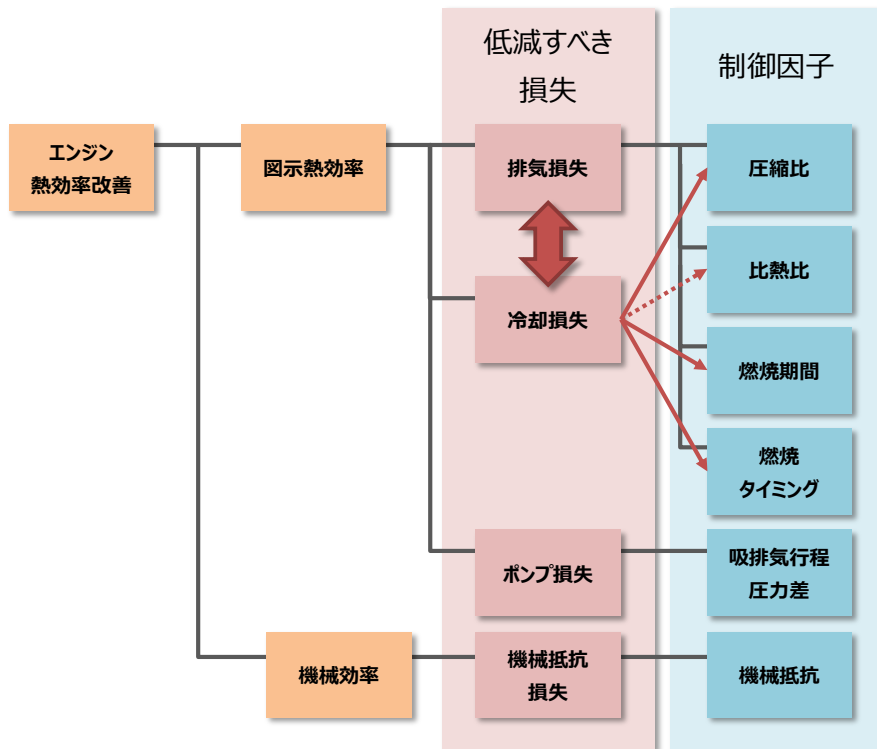 低減すべき
損失
制御因子
エンジン
熱効率改善
図示熱効率
排気損失
圧縮比
比熱比
冷却損失
燃焼期間
燃焼
タイミング
ポンプ損失
吸排気行程
圧力差
機械効率
機械抵抗
損失
機械抵抗